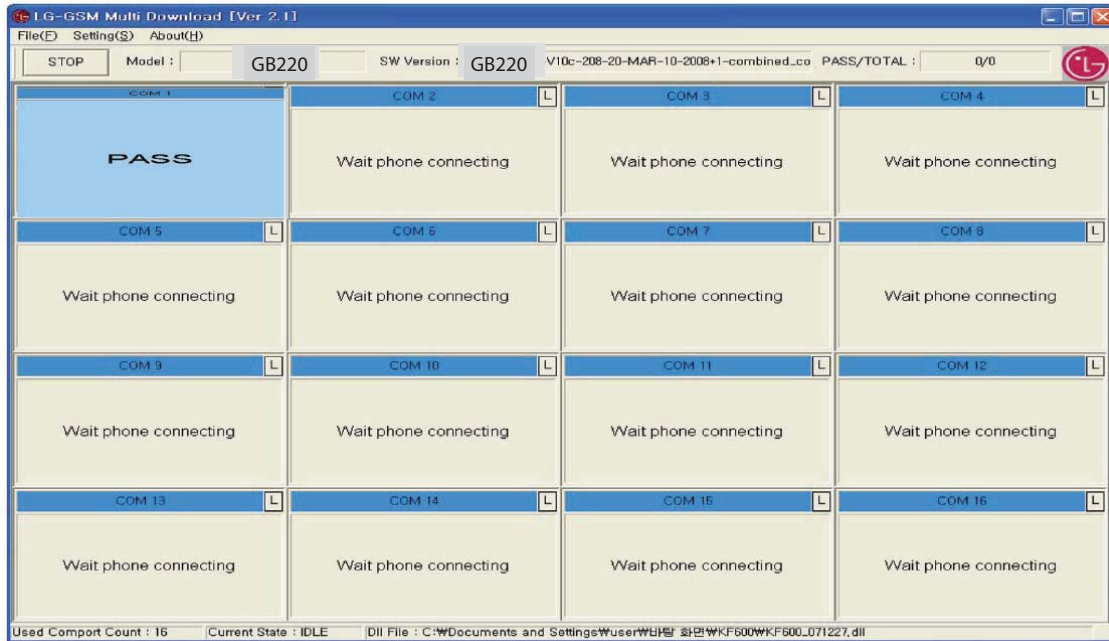 LG-GSM Multi Download [Ver 2.1]
File(F) Setting(S) About(H)
STOP Model : GB220 SW Version : GB220 V10c-208-20-MAR-10-2008+1-combined_co PASS/TOTAL : 0/0
COM 1 COM 2 L COM 3 L COM 4 L
PASS Wait phone connecting Wait phone connecting Wait phone connecting
COM 5 L COM 6 L COM 7 L COM 8 L
Wait phone connecting Wait phone connecting Wait phone connecting Wait phone connecting
COM 9 L COM 10 L COM 11 L COM 12 L
Wait phone connecting Wait phone connecting Wait phone connecting Wait phone connecting
COM 13 L COM 14 L COM 15 L COM 16 L
Wait phone connecting Wait phone connecting Wait phone connecting Wait phone connecting
Used Comport Count : 16 Current State : IDLE Dll File : C:₩Documents and Settings₩user₩바탕 화면₩KF600₩KF600_071227.dll